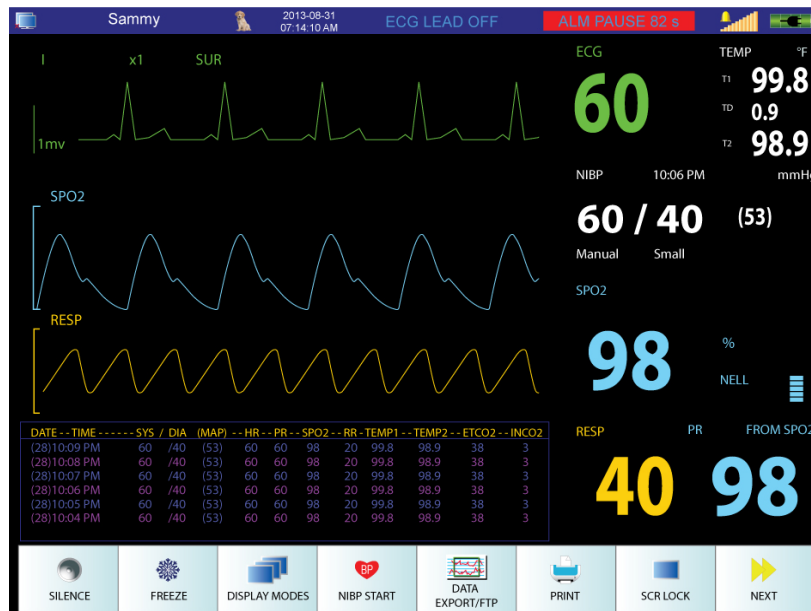 Sammy 2013-08-31 07:14:10 AM ECG LEAD OFF ALM PAUSE 82 s
I x1 SUR
1mv
SPO2
RESP
ECG
60
TEMP °F
T1 99.8
TD 0.9
T2 98.9
NIBP 10:06 PM mmH
60 / 40 (53)
Manual Small
SPO2
98 %
NELL
RESP PR FROM SPO2
40 98
DATE - - TIME - - - - - - SYS / DIA (MAP) - - HR - - PR - - SPO2 - - RR - TEMP1 - - TEMP2 - - ETCO2 - - INCO2
(28)10:09 PM 60 /40 (53) 60 60 98 20 99.8 98.9 38 3
(28)10:08 PM 60 /40 (53) 60 60 98 20 99.8 98.9 38 3
(28)10:07 PM 60 /40 (53) 60 60 98 20 99.8 98.9 38 3
(28)10:06 PM 60 /40 (53) 60 60 98 20 99.8 98.9 38 3
(28)10:05 PM 60 /40 (53) 60 60 98 20 99.8 98.9 38 3
(28)10:04 PM 60 /40 (53) 60 60 98 20 99.8 98.9 38 3
SILENCE FREEZE DISPLAY MODES BP NIBP START DATA EXPORT/FTP PRINT SCR LOCK NEXT